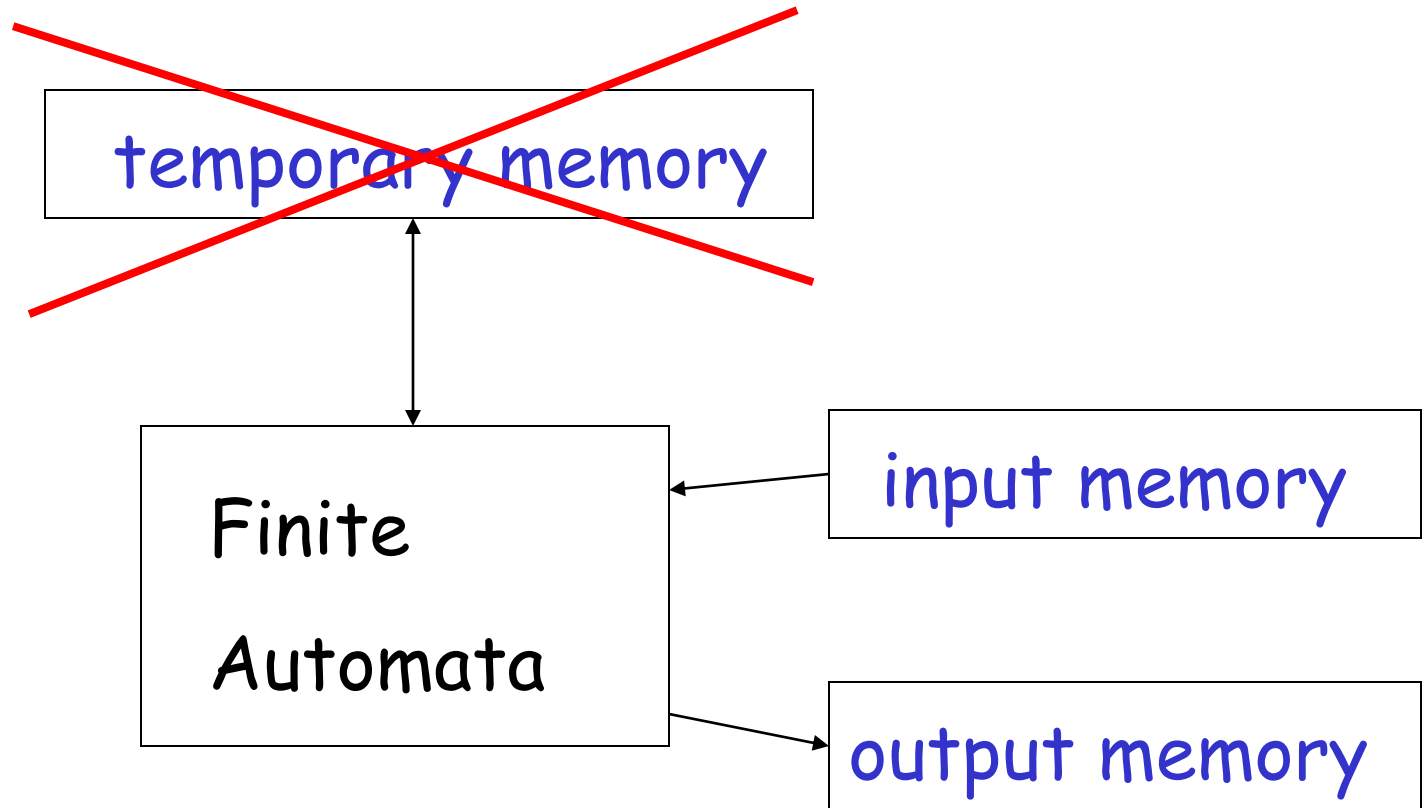 temporary memory
Finite
Automata
input memory
output memory